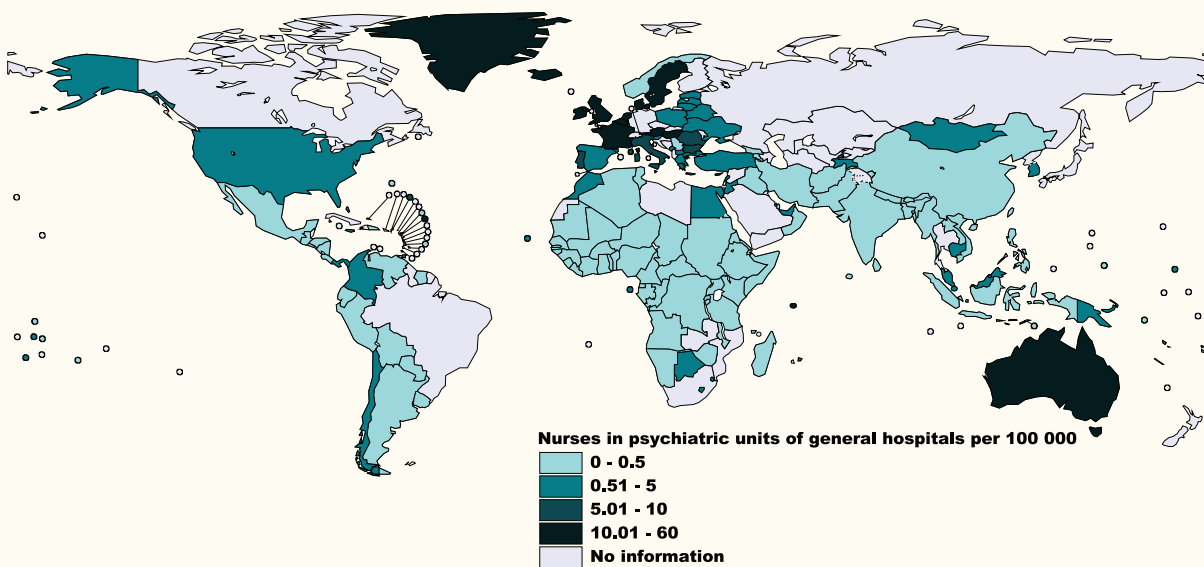 Nurses in psychiatric units of general hospitals per 100 000
0 - 0.5
0.51 - 5
5.01 - 10
10.01 - 60
No information